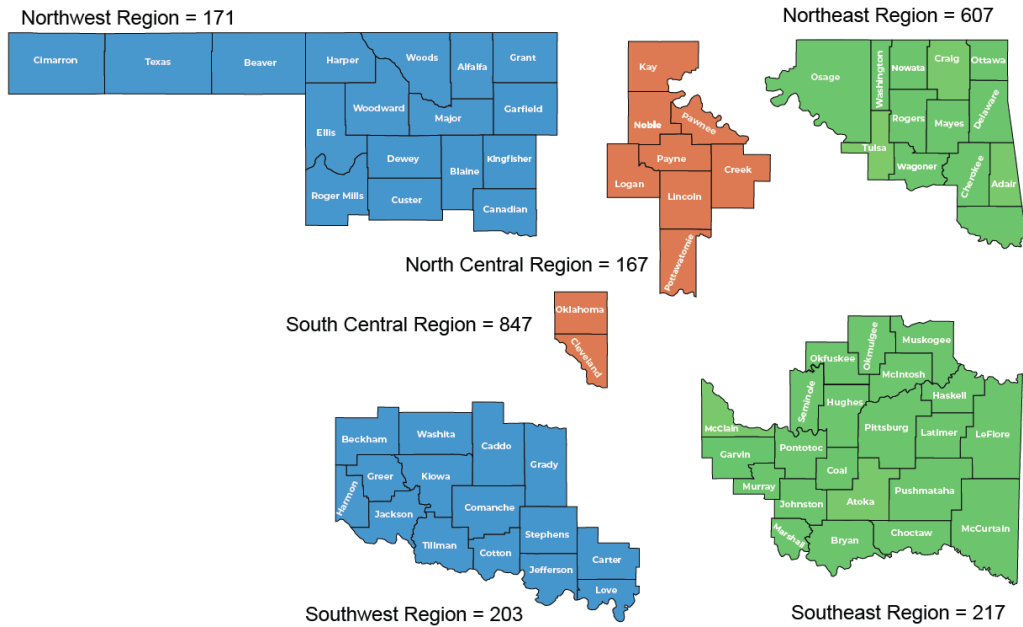 Northwest Region = 171
Cimarron
Texas
Beaver
Harper
Woods
Alfalfa
Grant
Woodward
Major
Garfield
Ellis
Dewey
Blaine
Kingfisher
Roger Mills
Custer
Canadian
North Central Region = 167
Kay
Noble
Pawnee
Payne
Logan
Creek
Lincoln
Pottawatomie
Northeast Region = 607
Osage
Washington
Nowata
Craig
Ottawa
Rogers
Mayes
Delaware
Tulsa
Wagoner
Cherokee
Adair
South Central Region = 847
Oklahoma
Cleveland
Beckham
Washita
Caddo
Grady
Harmon
Greer
Kiowa
Jackson
Comanche
Tillman
Cotton
Stephens
Jefferson
Carter
Love
Southwest Region = 203
Okfuskee
Okmulgee
Muskogee
McIntosh
Seminole
Hughes
Haskell
McClain
Pittsburg
Latimer
LeFlore
Garvin
Pontotoc
Coal
Murray
Johnston
Atoka
Pushmataha
Marshall
Bryan
Choctaw
McCurtain
Southeast Region = 217